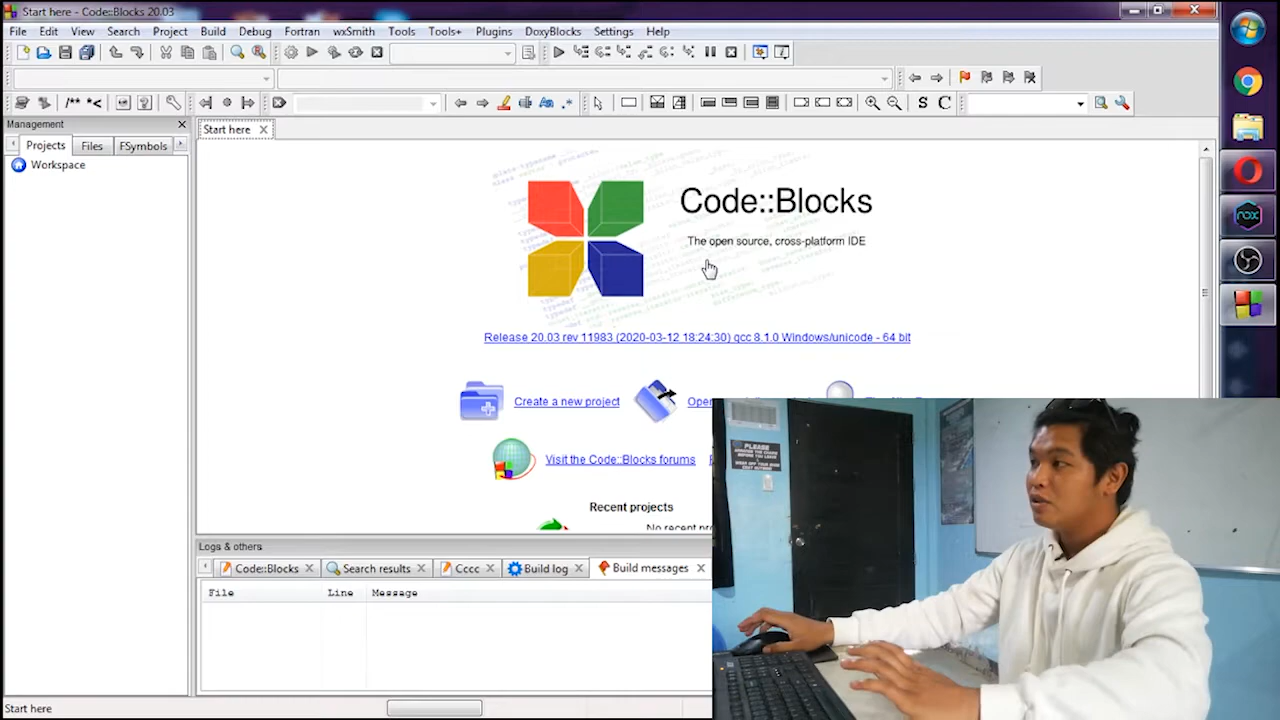 Start here - Code::Blocks 20.03
File Edit View Search Project Build Debug Fortran wxSmith Tools Tools+ Plugins DoxyBlocks Settings Help
Management
Projects Files FSymbols
Workspace
Start here
Code::Blocks
The open source, cross-platform IDE
Release 20.03 rev 11983 (2020-03-12 18:24:30) gcc 8.1.0 Windows/unicode - 64 bit
Create a new project
Visit the Code::Blocks forums
Recent projects
No recent
Logs & others
Code::Blocks Search results Cccc Build log Build messages
File Line Message
Start here
PLEASE
nox
S C